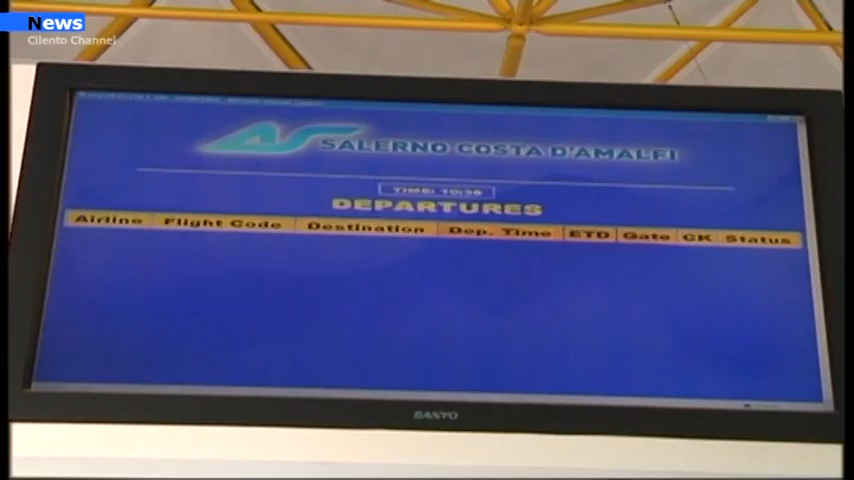 News
Cilento Channel
AS SALERNO COSTA D'AMALFI
TIME: 10:38
DEPARTURES
Airline Flight Code Destination Dep. Time ETD Gate CK Status
SANYO